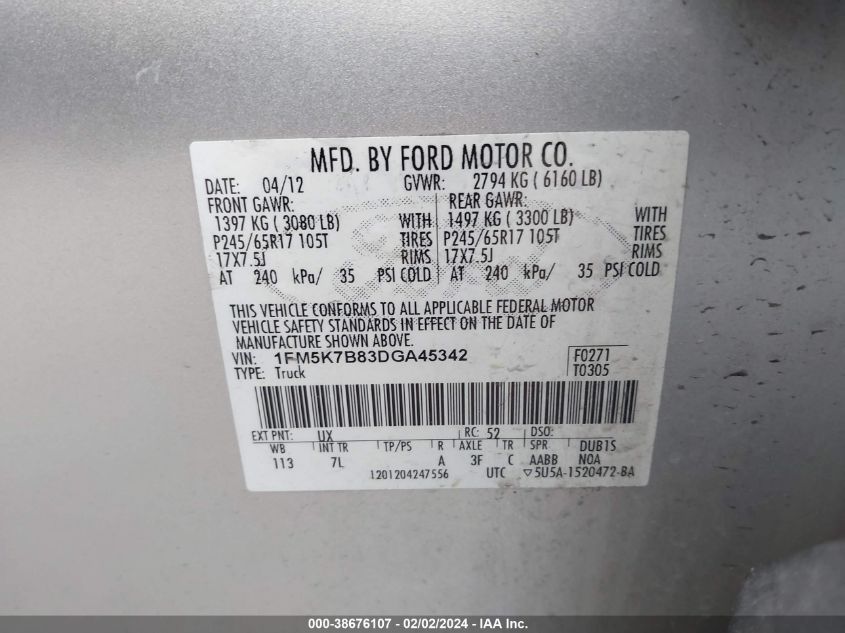 MFD. BY FORD MOTOR CO.
DATE: 04/12 GVWR: 2794 KG ( 6160 LB)
FRONT GAWR: REAR GAWR:
1397 KG ( 3080 LB) WITH 1497 KG ( 3300 LB) WITH
P245/65R17 105T TIRES P245/65R17 105T TIRES
17X7.5J RIMS 17X7.5J RIMS
AT 240 kPa/ 35 PSI COLD AT 240 kPa/ 35 PSI COLD
THIS VEHICLE CONFORMS TO ALL APPLICABLE FEDERAL MOTOR
VEHICLE SAFETY STANDARDS IN EFFECT ON THE DATE OF
MANUFACTURE SHOWN ABOVE.
VIN: 1FM5K7B83DGA45342 F0271
TYPE: Truck T0305
EXT PNT: UX RC: 52 DSO:
WB INT TR TP/PS R AXLE TR SPR DUB1S
113 7L A 3F C AABB N0A
1201204247556 UTC ▽5U5A-1520472-BA
000-38676107 - 02/02/2024 - IAA Inc.